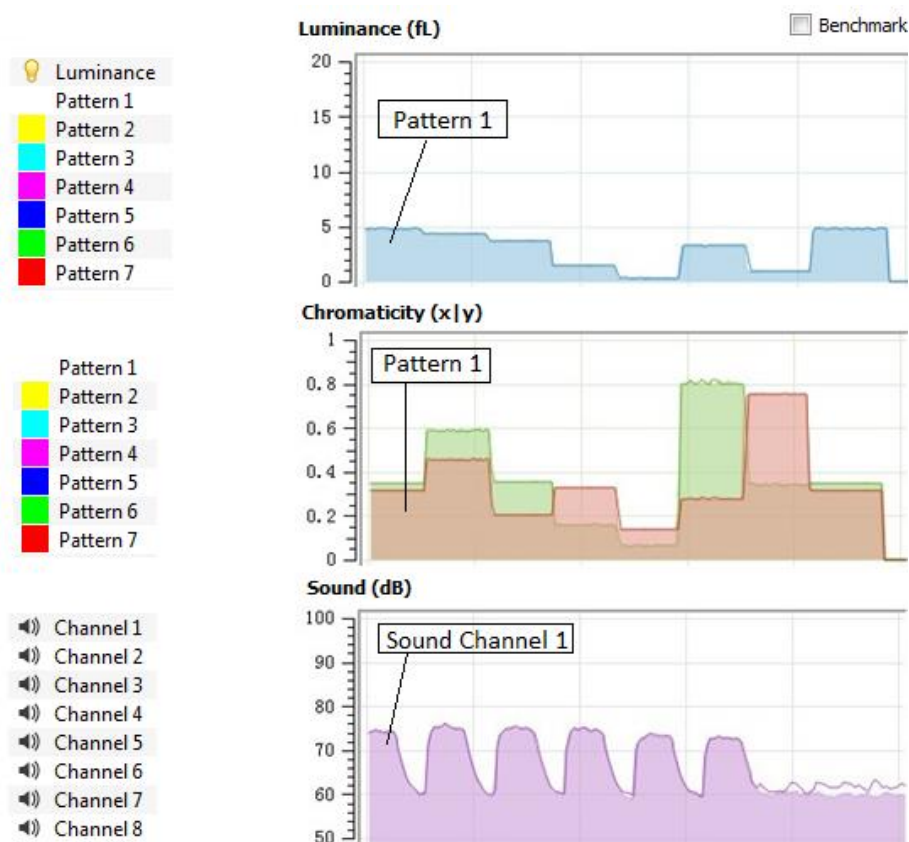 Luminance (fL)
Benchmark
Luminance
Pattern 1
Pattern 2
Pattern 3
Pattern 4
Pattern 5
Pattern 6
Pattern 7
20
15
10
5
0
Pattern 1
Chromaticity (x|y)
Pattern 1
Pattern 2
Pattern 3
Pattern 4
Pattern 5
Pattern 6
Pattern 7
1
0.8
0.6
0.4
0.2
0
Pattern 1
Sound (dB)
Channel 1
Channel 2
Channel 3
Channel 4
Channel 5
Channel 6
Channel 7
Channel 8
100
90
80
70
60
50
Sound Channel 1